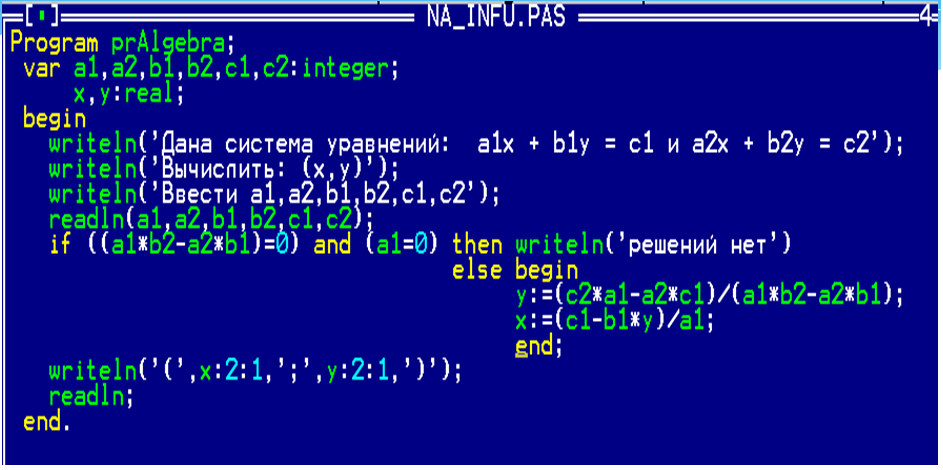 NA_INFU.PAS 4
Program prAlgebra;
var a1,a2,b1,b2,c1,c2:integer;
x,y:real;
begin
writeln('Дана система уравнений:  a1x + b1y = c1 и a2x + b2y = c2');
writeln('Вычислить: (x,y)');
writeln('Ввести a1,a2,b1,b2,c1,c2');
readln(a1,a2,b1,b2,c1,c2);
if ((a1*b2-a2*b1)=0) and (a1=0) then writeln('решений нет')
else begin
y:=(c2*a1-a2*c1)/(a1*b2-a2*b1);
x:=(c1-b1*y)/a1;
end;
writeln('(',x:2:1,';',y:2:1,')');
readln;
end.